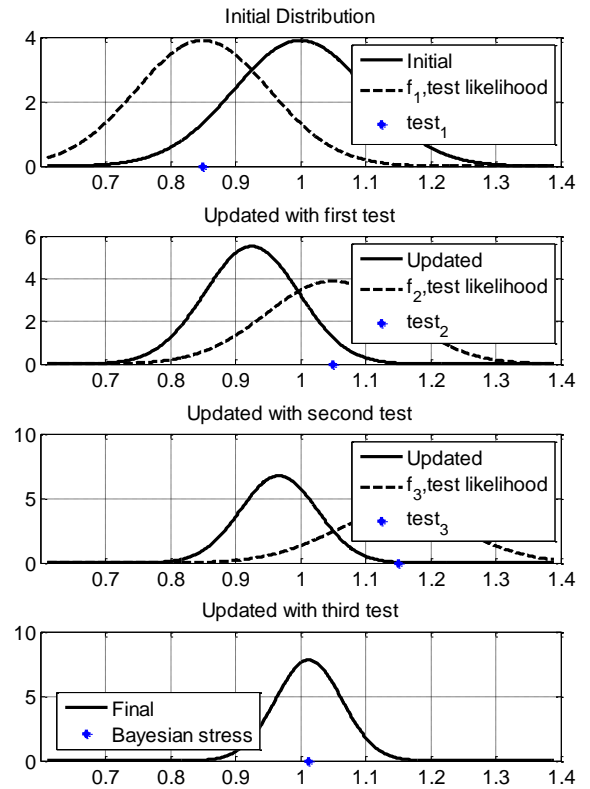 Initial Distribution
4
2
0
Initial
f1,test likelihood
test1
0.7 0.8 0.9 1 1.1 1.2 1.3 1.4
Updated with first test
6
4
2
0
Updated
f2,test likelihood
test2
0.7 0.8 0.9 1 1.1 1.2 1.3 1.4
Updated with second test
10
5
0
Updated
f3,test likelihood
test3
0.7 0.8 0.9 1 1.1 1.2 1.3 1.4
Updated with third test
10
5
0
Final
Bayesian stress
0.7 0.8 0.9 1 1.1 1.2 1.3 1.4